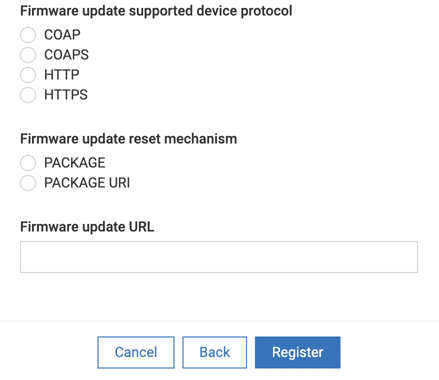 Firmware update supported device protocol
COAP
COAPS
HTTP
HTTPS
Firmware update reset mechanism
PACKAGE
PACKAGE URI
Firmware update URL
Cancel Back Register